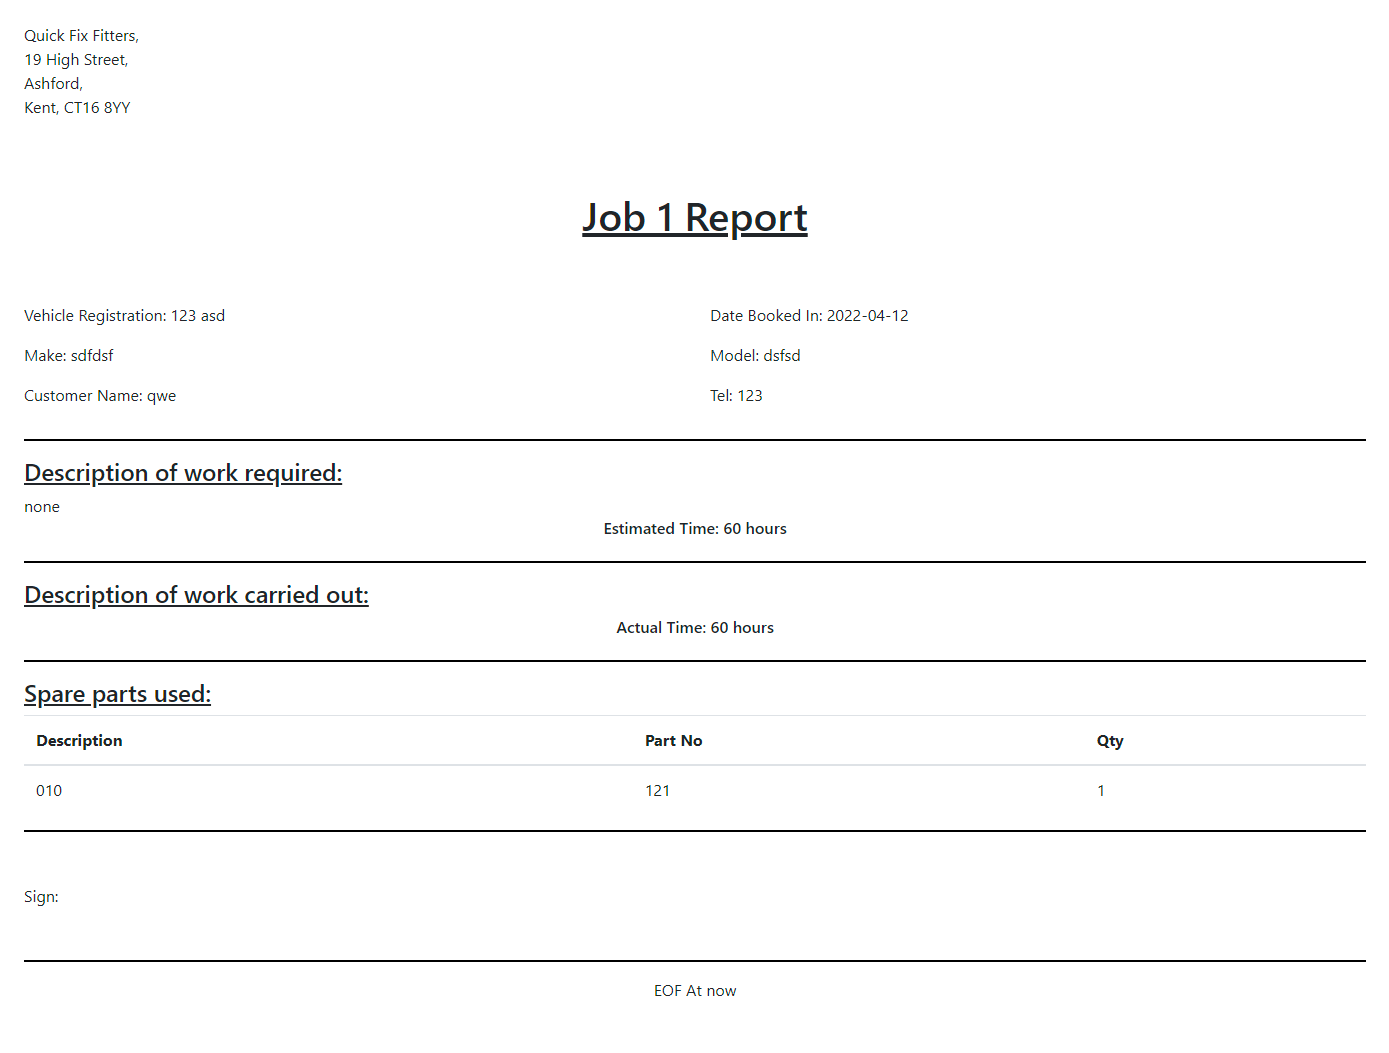 Quick Fix Fitters,
19 High Street,
Ashford,
Kent, CT16 8YY
Job 1 Report
Vehicle Registration: 123 asd
Date Booked In: 2022-04-12
Make: sdfdsf
Model: dsfsd
Customer Name: qwe
Tel: 123
Description of work required:
none
Estimated Time: 60 hours
Description of work carried out:
Actual Time: 60 hours
Spare parts used:
Description Part No Qty
010 121 1
Sign:
EOF At now